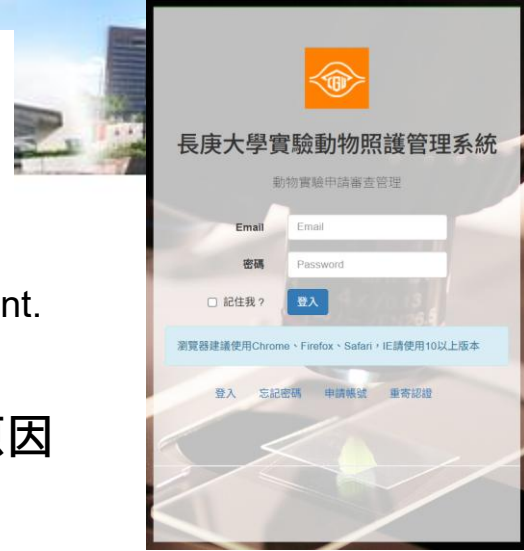 CGU
長庚大學實驗動物照護管理系統
動物實驗申請審查管理
Email Email
密碼 Password
記住我?
登入
瀏覽器建議使用Chrome、Firefox、Safari,IE請使用10以上版本
登入 忘記密碼 申請帳號 重寄認證
nt.
因